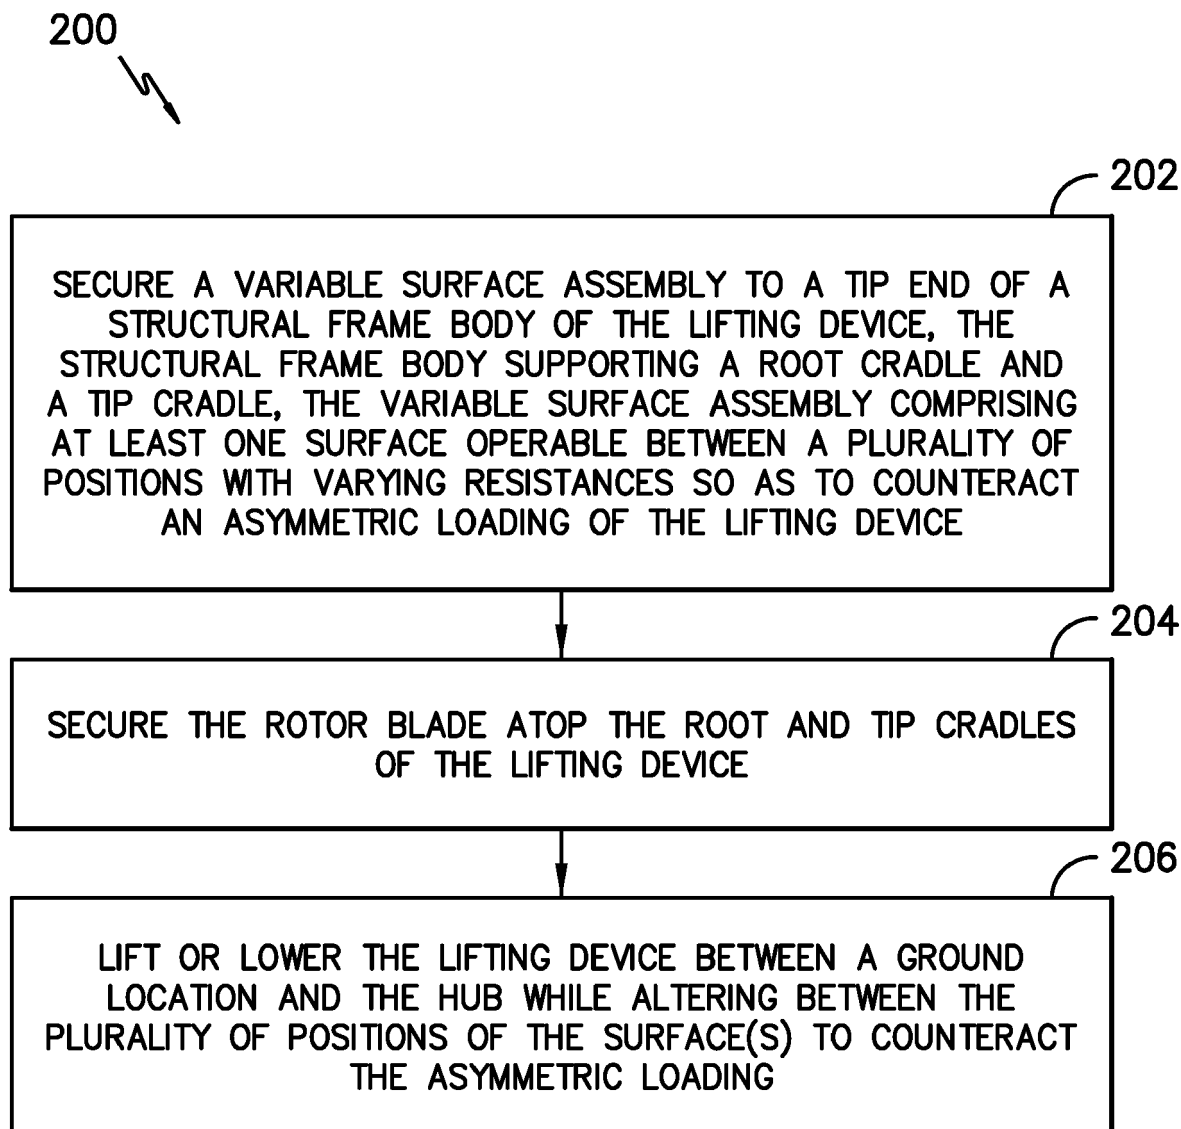 200
202
SECURE A VARIABLE SURFACE ASSEMBLY TO A TIP END OF A
STRUCTURAL FRAME BODY OF THE LIFTING DEVICE, THE
STRUCTURAL FRAME BODY SUPPORTING A ROOT CRADLE AND
A TIP CRADLE, THE VARIABLE SURFACE ASSEMBLY COMPRISING
AT LEAST ONE SURFACE OPERABLE BETWEEN A PLURALITY OF
POSITIONS WITH VARYING RESISTANCES SO AS TO COUNTERACT
AN ASYMMETRIC LOADING OF THE LIFTING DEVICE
204
SECURE THE ROTOR BLADE ATOP THE ROOT AND TIP CRADLES
OF THE LIFTING DEVICE
206
LIFT OR LOWER THE LIFTING DEVICE BETWEEN A GROUND
LOCATION AND THE HUB WHILE ALTERING BETWEEN THE
PLURALITY OF POSITIONS OF THE SURFACE(S) TO COUNTERACT
THE ASYMMETRIC LOADING